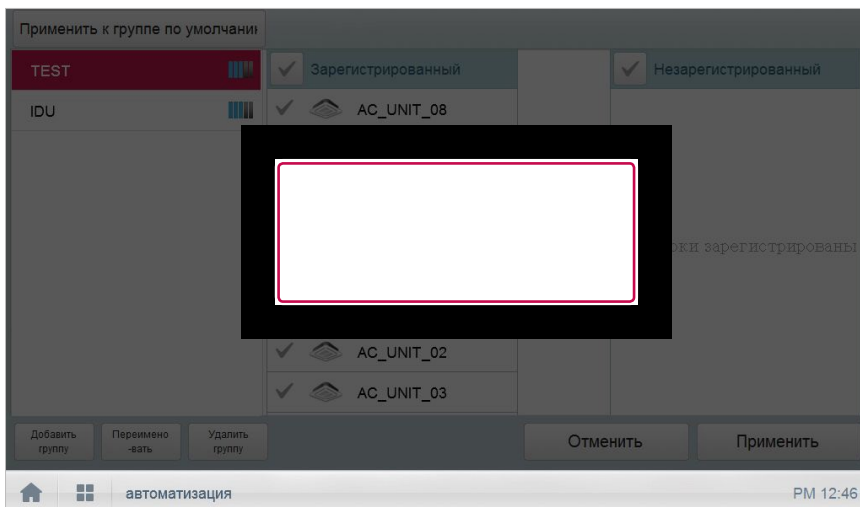 Применить к группе по умолчани
TEST
Зарегистрированный
Незарегистрированный
IDU
AC_UNIT_08
оки зарегистрированы
AC_UNIT_02
AC_UNIT_03
Добавить
группу
Переимено
-вать
Удалить
группу
Отменить
Применить
автоматизация
PM 12:46